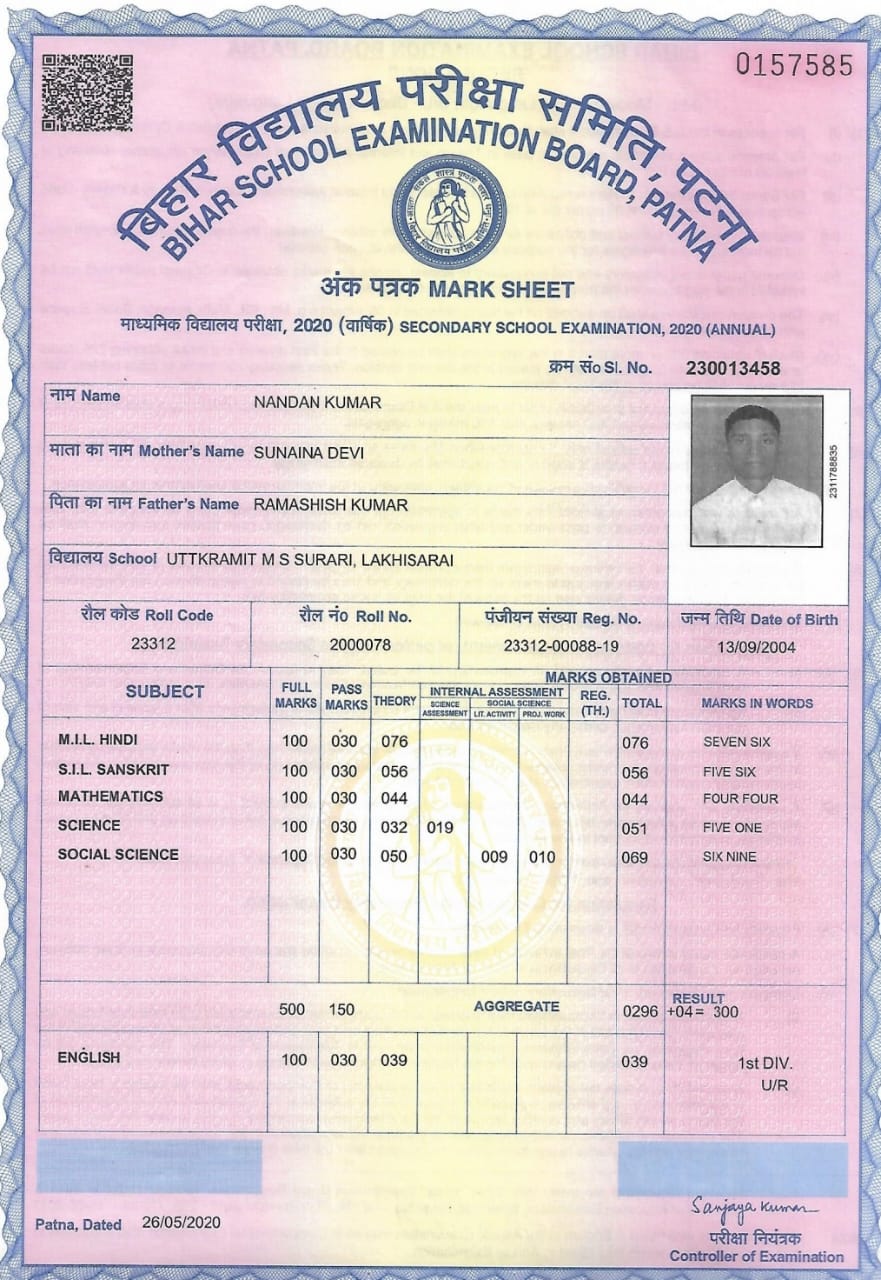 0157585
बिहार विद्यालय परीक्षा समिति, पटना
BIHAR SCHOOL EXAMINATION BOARD, PATNA
अंक पत्रक MARK SHEET
माध्यमिक विद्यालय परीक्षा, 2020 (वार्षिक) SECONDARY SCHOOL EXAMINATION, 2020 (ANNUAL)
क्रम सं० Sl. No. 230013458
नाम Name NANDAN KUMAR
2311788835
माता का नाम Mother's Name SUNAINA DEVI
पिता का नाम Father's Name RAMASHISH KUMAR
विद्यालय School UTTKRAMIT M S SURARI, LAKHISARAI
रौल कोड Roll Code रौल नं० Roll No. पंजीयन संख्या Reg. No. जन्म तिथि Date of Birth
23312 2000078 23312-00088-19 13/09/2004
MARKS OBTAINED
SUBJECT FULL MARKS PASS MARKS THEORY INTERNAL ASSESSMENT REG. (TH.) TOTAL MARKS IN WORDS
SCIENCE ASSESSMENT SOCIAL SCIENCE
LIT. ACTIVITY PROJ. WORK
M.I.L. HINDI 100 030 076 076 SEVEN SIX
S.I.L. SANSKRIT 100 030 056 056 FIVE SIX
MATHEMATICS 100 030 044 044 FOUR FOUR
SCIENCE 100 030 032 019 051 FIVE ONE
SOCIAL SCIENCE 100 030 050 009 010 069 SIX NINE
RESULT
500 150 AGGREGATE 0296 +04= 300
ENGLISH 100 030 039 039 1st DIV.
U/R
Sanjaya Kumar
Patna, Dated 26/05/2020
परीक्षा नियंत्रक
Controller of Examination